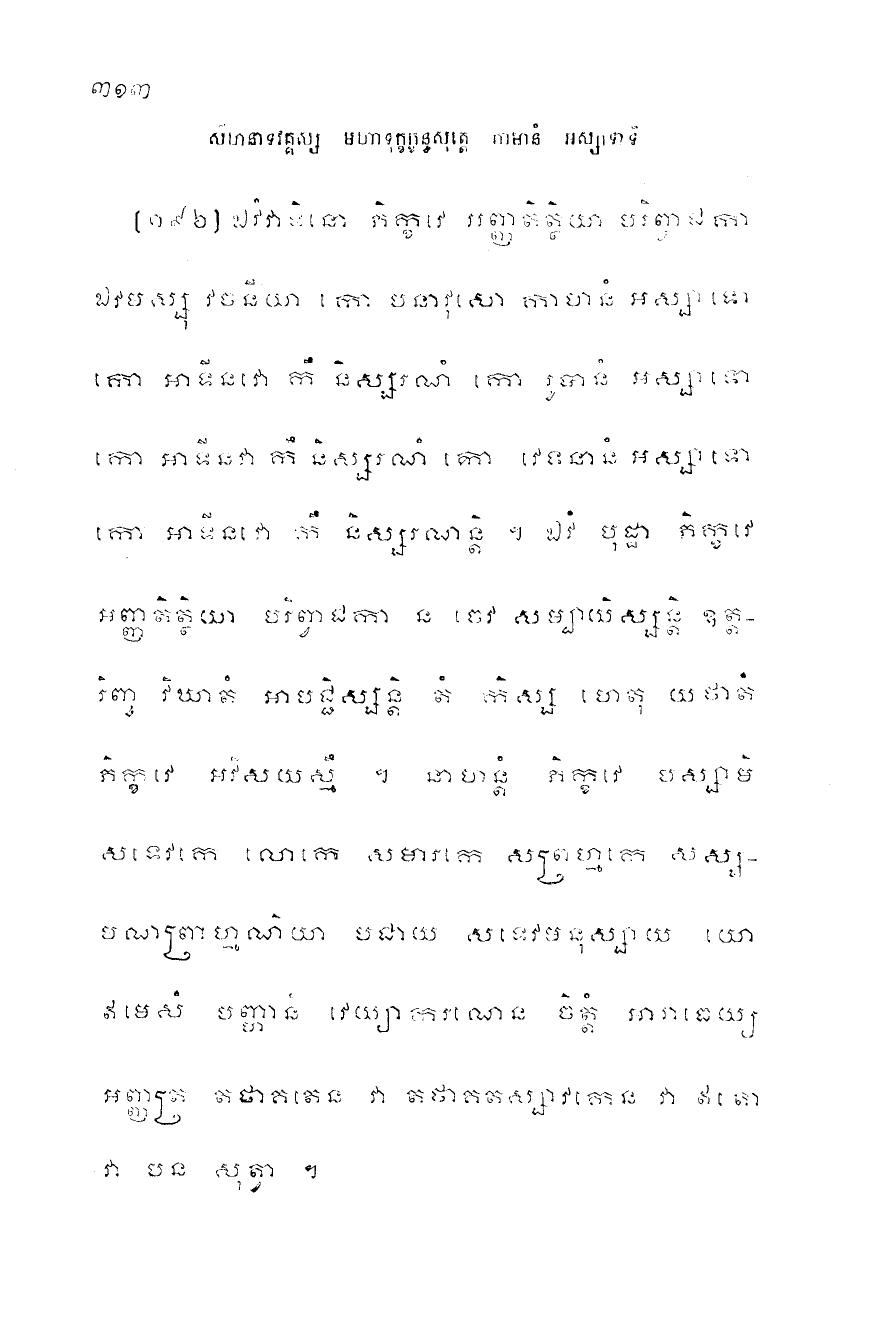 ៣១៣
សីហនាទវគ្គស្ស មហាទុក្ខក្ខន្ធសុត្តេ កាមានំ អស្សាទាទិ
(១៩៦) ឯវំវាទិនោ ភិក្ខវេ អញ្ញតិត្ថិយា បរិព្វាជកា
ឯវមស្សុ វចនីយា កោ បនាវុសោ កាមានំ អស្សាទោ
កោ អាទីនវោ កឹ និស្សរណំ កោ រូបានំ អស្សាទោ
កោ អាទីនវោ កឹ និស្សរណំ កោ វេទនានំ អស្សាទោ
កោ អាទីនវោ កឹ និស្សរណន្តិ ។ ឯវំ បុដ្ឋា ភិក្ខវេ
អញ្ញតិត្ថិយា បរិព្វាជកា ន ចេវ សម្បាយិស្សន្តិ ឧត្ត-
រិញ្ច វិឃាតំ អាបជ្ជិស្សន្តិ តំ កិស្ស ហេតុ យថាតំ
ភិក្ខវេ អវិសយស្មឹ ។ នាហន្តំ ភិក្ខវេ បស្សាមិ
សទេវកេ លោកេ សមារកេ សព្រហ្មកេ សស្ស-
មណព្រាហ្មណិយា បជាយ សទេវមនុស្សាយ យោ
ឥមេសំ បញ្ហានំ វេយ្យាករណេន ចិត្តំ អារាធេយ្យ
អញ្ញត្រ តថាគតេន វា តថាគតស្សាវកេន វា ឥតោ
វា បន សុត្វា ។